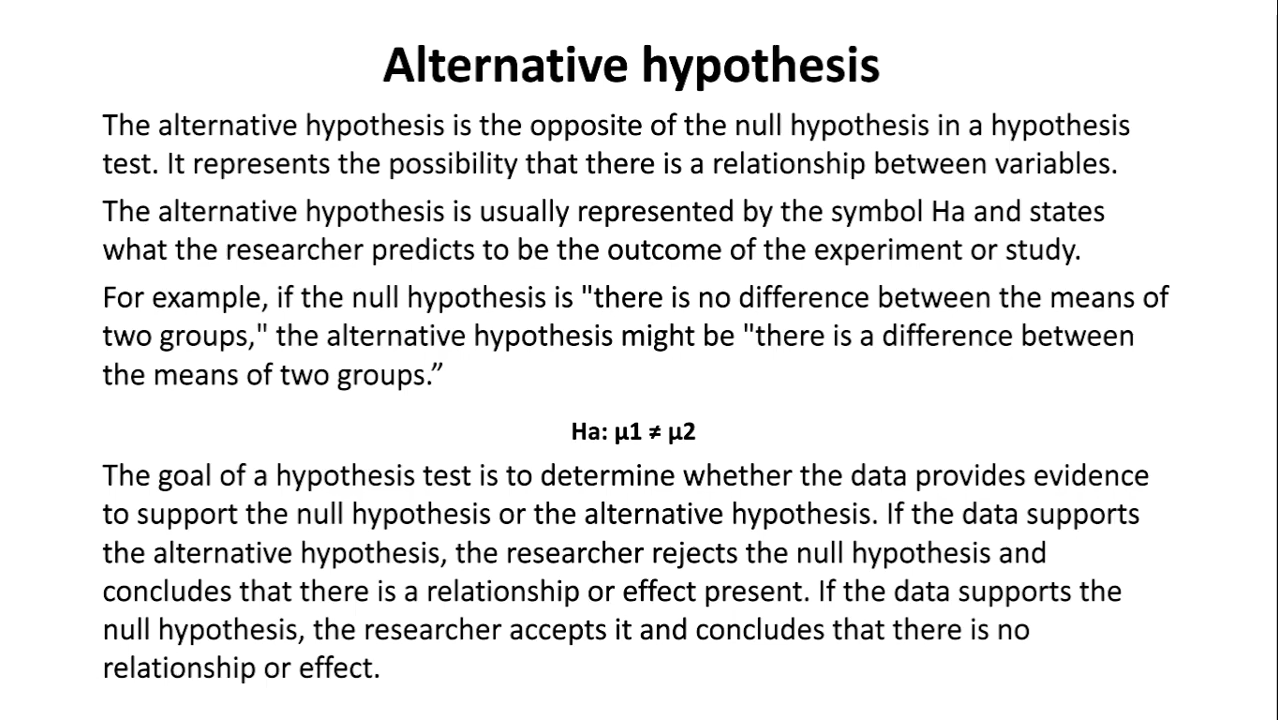 Alternative hypothesis
The alternative hypothesis is the opposite of the null hypothesis in a hypothesis
test. It represents the possibility that there is a relationship between variables.
The alternative hypothesis is usually represented by the symbol Ha and states
what the researcher predicts to be the outcome of the experiment or study.
For example, if the null hypothesis is "there is no difference between the means of
two groups," the alternative hypothesis might be "there is a difference between
the means of two groups.”
Ha: μ1 ≠ μ2
The goal of a hypothesis test is to determine whether the data provides evidence
to support the null hypothesis or the alternative hypothesis. If the data supports
the alternative hypothesis, the researcher rejects the null hypothesis and
concludes that there is a relationship or effect present. If the data supports the
null hypothesis, the researcher accepts it and concludes that there is no
relationship or effect.